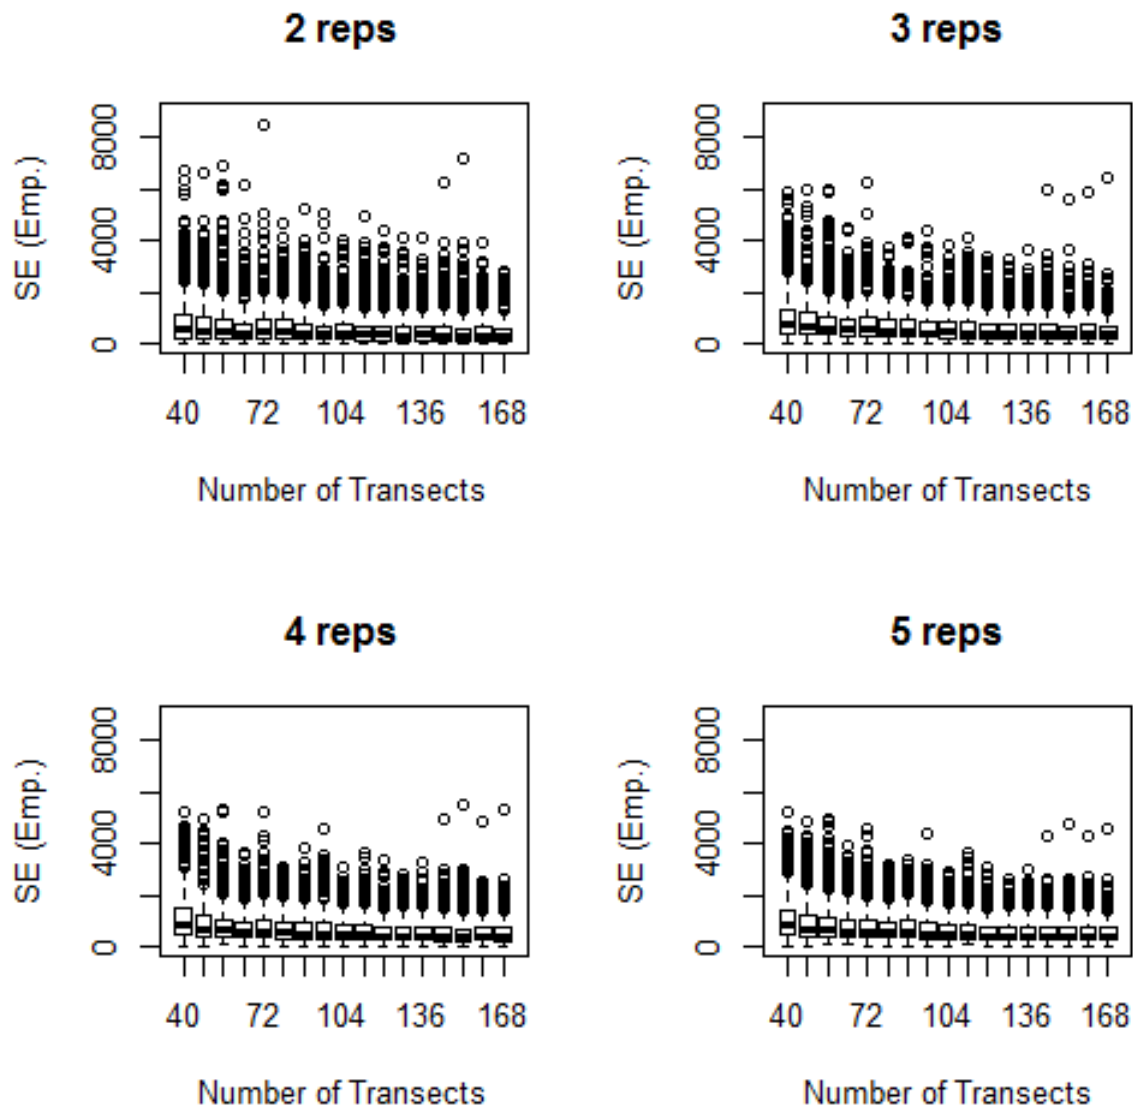 2 reps
SE (Emp.)
8000
4000
0
40 72 104 136 168
Number of Transects
3 reps
SE (Emp.)
8000
4000
0
40 72 104 136 168
Number of Transects
4 reps
SE (Emp.)
8000
4000
0
40 72 104 136 168
Number of Transects
5 reps
SE (Emp.)
8000
4000
0
40 72 104 136 168
Number of Transects